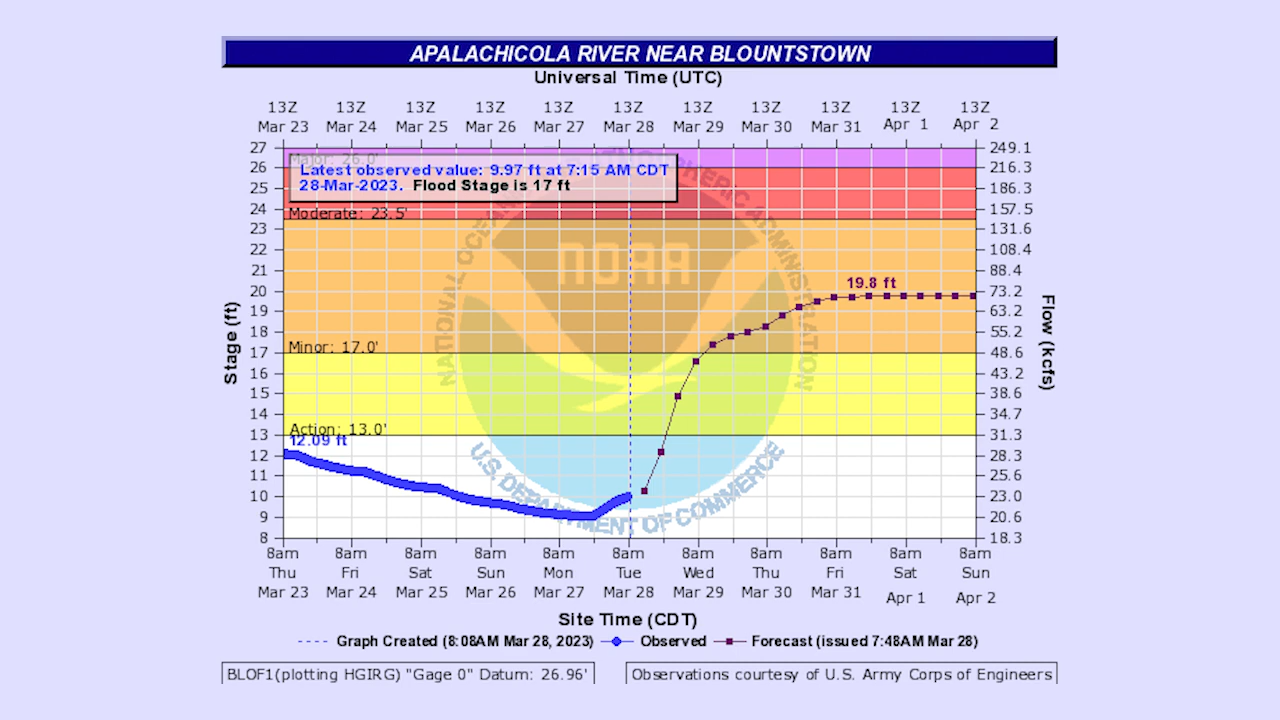 APALACHICOLA RIVER NEAR BLOUNTSTOWN
Universal Time (UTC)
13Z 13Z 13Z 13Z 13Z 13Z 13Z 13Z 13Z 13Z 13Z
Mar 23 Mar 24 Mar 25 Mar 26 Mar 27 Mar 28 Mar 29 Mar 30 Mar 31 Apr 1 Apr 2
27 249.1
Major: 26.0'
26 216.3
Latest observed value: 9.97 ft at 7:15 AM CDT
28-Mar-2023. Flood Stage is 17 ft
25 186.3
24 157.5
Moderate: 23.5'
23 131.6
22 108.4
21 88.4
19.8 ft
20 73.2
19 63.2
18 55.2
Minor: 17.0'
17 48.6
16 43.2
15 38.6
14 34.7
Action: 13.0'
13 31.3
12.09 ft
12 28.3
11 25.6
10 23.0
9 20.6
8 18.3
Stage (ft)
Flow (kcfs)
NATIONAL OCEANIC AND ATMOSPHERIC ADMINISTRATION
NOAA
U.S. DEPARTMENT OF COMMERCE
8am 8am 8am 8am 8am 8am 8am 8am 8am 8am 8am
Thu Fri Sat Sun Mon Tue Wed Thu Fri Sat Sun
Mar 23 Mar 24 Mar 25 Mar 26 Mar 27 Mar 28 Mar 29 Mar 30 Mar 31 Apr 1 Apr 2
Site Time (CDT)
Graph Created (8:08AM Mar 28, 2023) Observed Forecast (issued 7:48AM Mar 28)
BLOF1(plotting HGIRG) "Gage 0" Datum: 26.96' Observations courtesy of U.S. Army Corps of Engineers